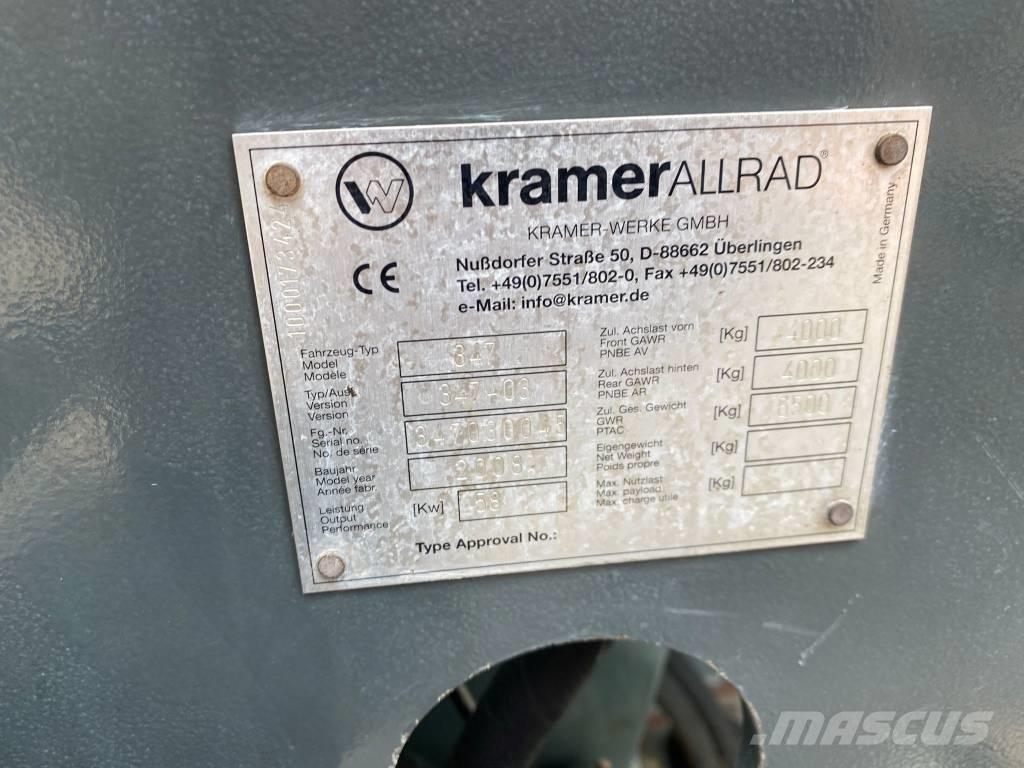 kramerALLRAD®
KRAMER-WERKE GMBH
Nußdorfer Straße 50, D-88662 Überlingen
Tel. +49(0)7551/802-0, Fax +49(0)7551/802-234
e-Mail: info@kramer.de
CE
Made in Germany
Fahrzeug-Typ
Model
Modèle
347
Typ/Ausf.
Version
Version
347-03
Fg.-Nr.
Serial no.
No. de série
Baujahr
Model year
Année fabr.
Leistung
Output
Performance
[Kw]
Type Approval No.:
Zul. Achslast vorn
Front GAWR
PNBE AV
[Kg]
4000
Zul. Achslast hinten
Rear GAWR
PNBE AR
[Kg]
4000
Zul. Ges. Gewicht
GWR
PTAC
[Kg]
Eigengewicht
Net Weight
Poids propre
[Kg]
Max. Nutzlast
Max. payload
Max. charge utile
[Kg]
MASCUS